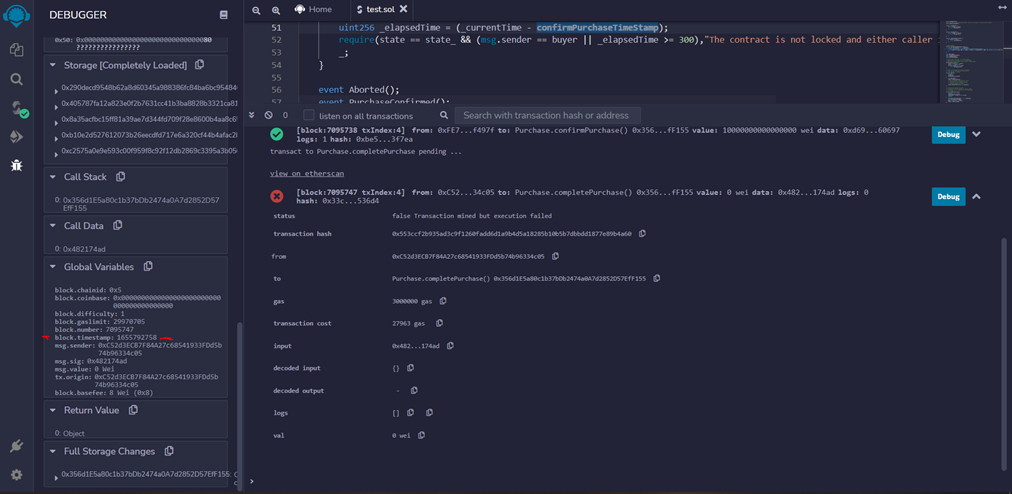 DEBUGGER
0x50: 0x00000000000000000000000000000080
????????????????
Storage [Completely Loaded]
Call Stack
0: 0x356d1E5a80c1b37bDb2474a0A7d2852D57
EfF155
Call Data
0: 0x482174ad
Global Variables
block.chainid: 0x5
block.coinbase:
block.difficulty: 1
block.gaslimit: 29970705
block.number: 7095747
block.timestamp: 1655792758
msg.sender: 0xC52d3ECB7F84A27c68541933FDd5b
74b96334c05
msg.sig: 0x482174ad
msg.value: 0 Wei
tx.origin: 0xC52d3ECB7F84A27c68541933FDd5b
74b96334c05
block.basefee: 8 Wei (0x8)
Return Value
0: Object
Full Storage Changes
0x356d1E5a80c1b37bDb2474a0A7d2852D57EfF155:
Home
test.sol
51 uint256 _elapsedTime = (_currentTime - confirmPurchaseTimeStamp);
52 require(state == state_ && (msg.sender == buyer || _elapsedTime >= 300),"The contract is not locked and either caller
53 _;
54 }
55
56 event Aborted();
57 event PurchaseConfirmed();
0
listen on all transactions
Search with transaction hash or address
[block:7095738 txIndex:4] from: 0xFE7...f497f to: Purchase.confirmPurchase() 0x356...fF155 value: 10000000000000000 wei data: 0xd69...60697
logs: 1 hash: 0xbe5...3f7ea
Debug
transact to Purchase.completePurchase pending ...
view on etherscan
[block:7095747 txIndex:4] from: 0xC52...34c05 to: Purchase.completePurchase() 0x356...fF155 value: 0 wei data: 0x482...174ad logs: 0
hash: 0x33c...536d4
Debug
status false Transaction mined but execution failed
transaction hash 0x553ccf2b935ad3c9f1260fadd6d1a9b4d5a18285b10b5b7dbbdd1877e89b4a60
from 0xC52d3ECB7F84A27c68541933FDd5b74b96334c05
to Purchase.completePurchase() 0x356d1E5a80c1b37bDb2474a0A7d2852D57EfF155
gas 3000000 gas
transaction cost 27963 gas
input 0x482...174ad
decoded input {}
decoded output -
logs []
val 0 wei
>